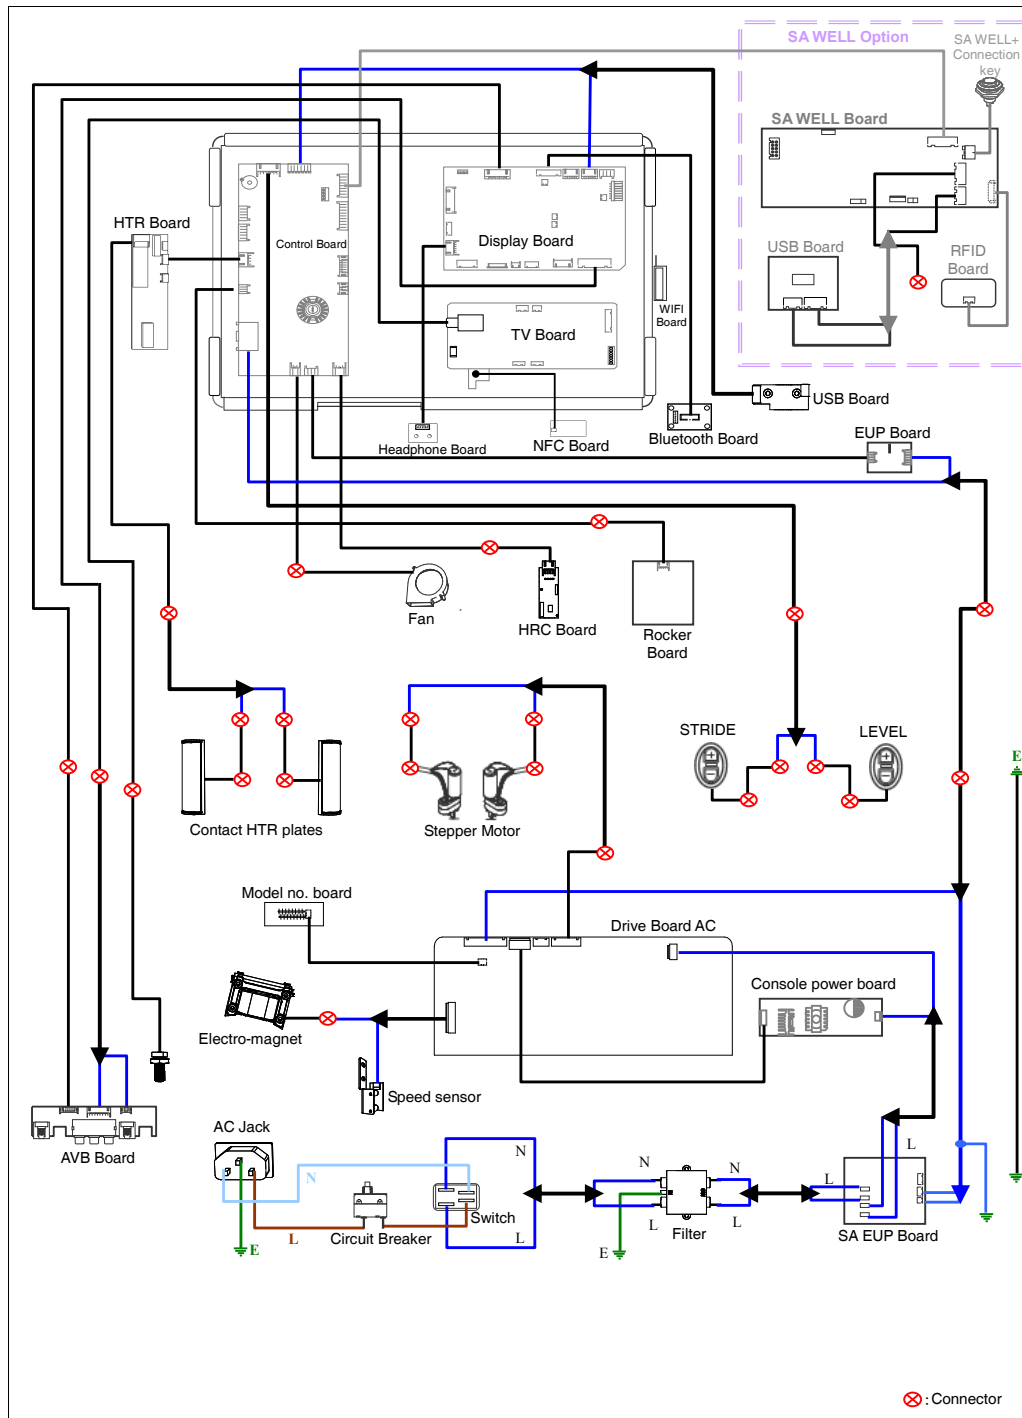 SA WELL Option
SA WELL+
Connection
key
SA WELL Board
HTR Board
Control Board
Display Board
USB Board
RFID
Board
WIFI
Board
TV Board
USB Board
Headphone Board
NFC Board
Bluetooth Board
EUP Board
Fan
HRC Board
Rocker
Board
STRIDE
LEVEL
E
Contact HTR plates
Stepper Motor
Model no. board
Drive Board AC
Console power board
Electro-magnet
Speed sensor
AVB Board
AC Jack
N
N
N
N
L
L
Switch
L
L
L
Circuit Breaker
E
L
E
Filter
SA EUP Board
: Connector